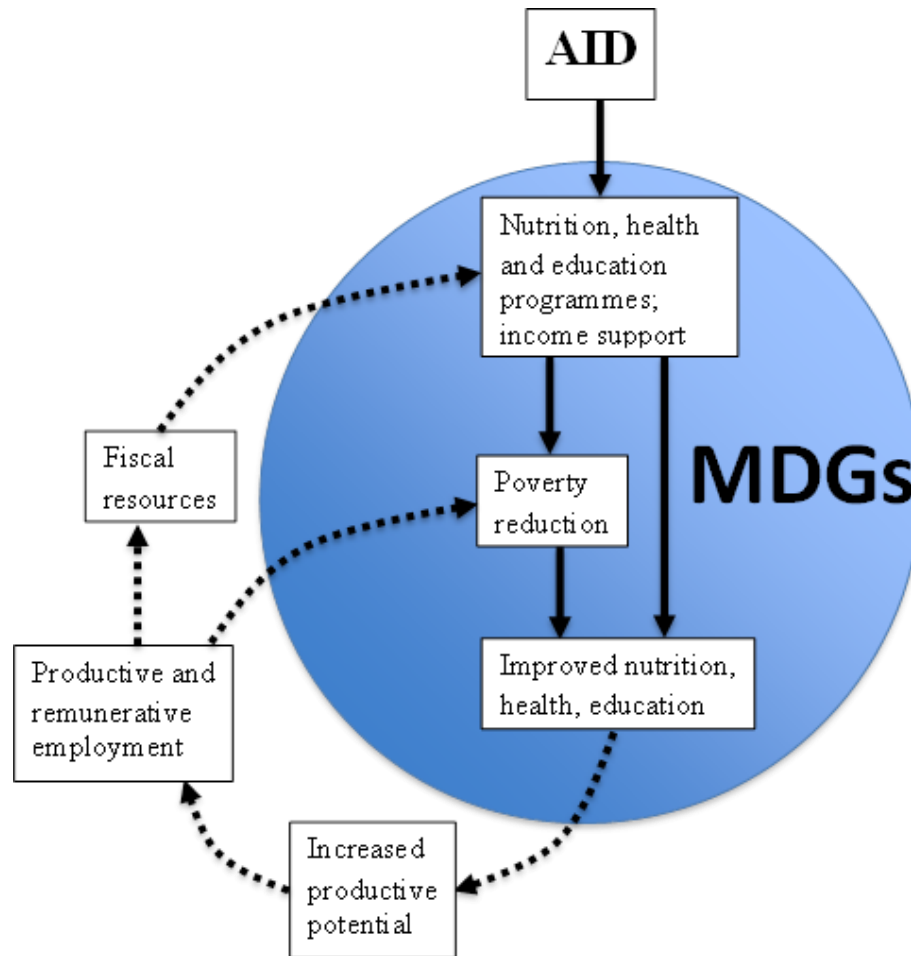 AID
Nutrition, health
and education
programmes;
income support
MDGs
Fiscal
resources
Poverty
reduction
Productive and
remunerative
employment
Improved nutrition,
health, education
Increased
productive
potential